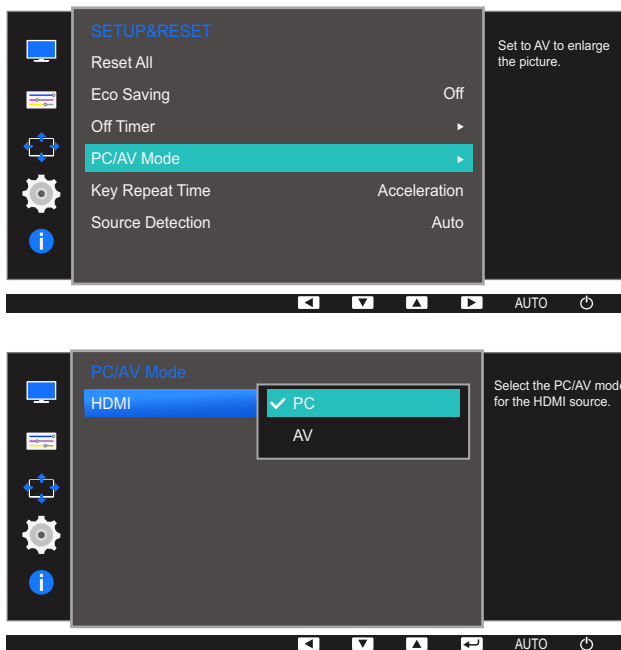 SETUP&RESET
Set to AV to enlarge
the picture.
Reset All
Eco Saving Off
Off Timer ▸
PC/AV Mode ▸
Key Repeat Time Acceleration
Source Detection Auto
AUTO
PC/AV Mode
Select the PC/AV mode
for the HDMI source.
HDMI PC
AV
AUTO